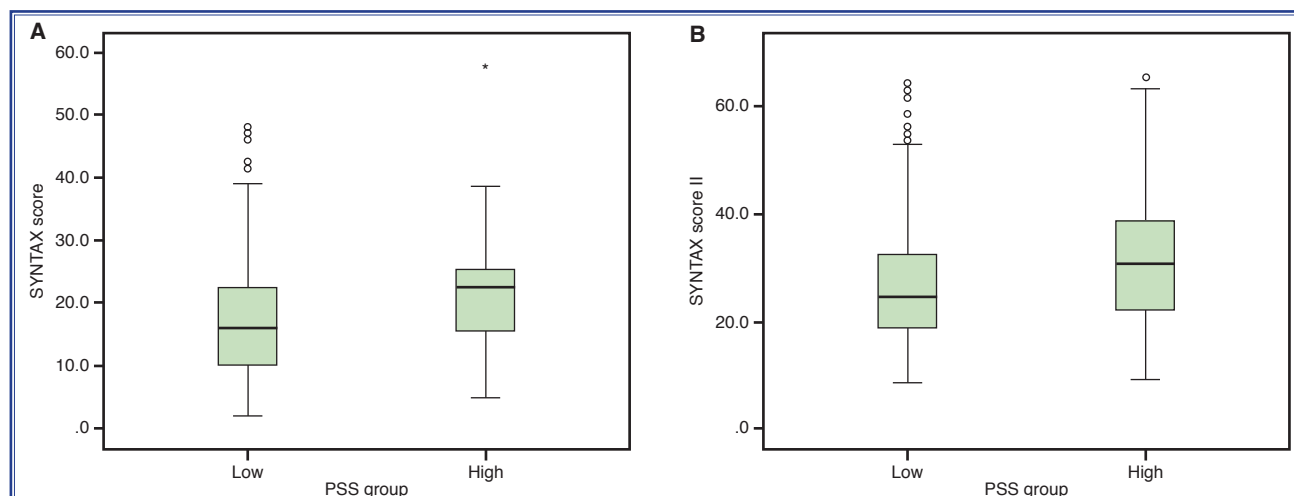 A
60.0
50.0
40.0
30.0
20.0
10.0
.0
SYNTAX score
*
Low
High
PSS group
B
60.0
40.0
20.0
.0
SYNTAX score II
Low
High
PSS group